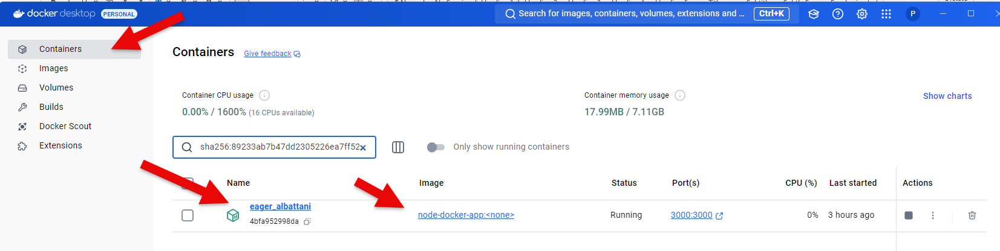 docker desktop PERSONAL
Search for images, containers, volumes, extensions and ... Ctrl+K
P
Containers
Images
Volumes
Builds
Docker Scout
Extensions
Containers Give feedback
Container CPU usage
0.00% / 1600% (16 CPUs available)
Container memory usage
17.99MB / 7.11GB
Show charts
sha256:89233ab7b47dd2305226ea7ff52
Only show running containers
Name Image Status Port(s) CPU (%) Last started Actions
eager_albattani
4bfa952998da
node-docker-app:<none> Running 3000:3000 0% 3 hours ago